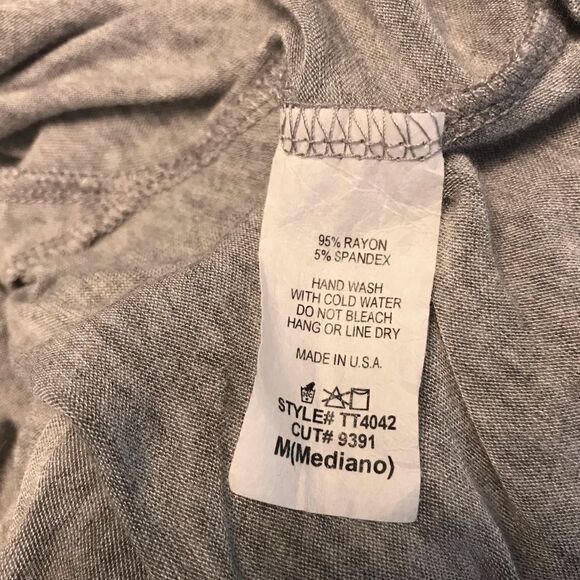 95% RAYON
5% SPANDEX
HAND WASH
WITH COLD WATER
DO NOT BLEACH
HANG OR LINE DRY
MADE IN U.S.A.
STYLE# TT4042
CUT# 9391
M(Mediano)